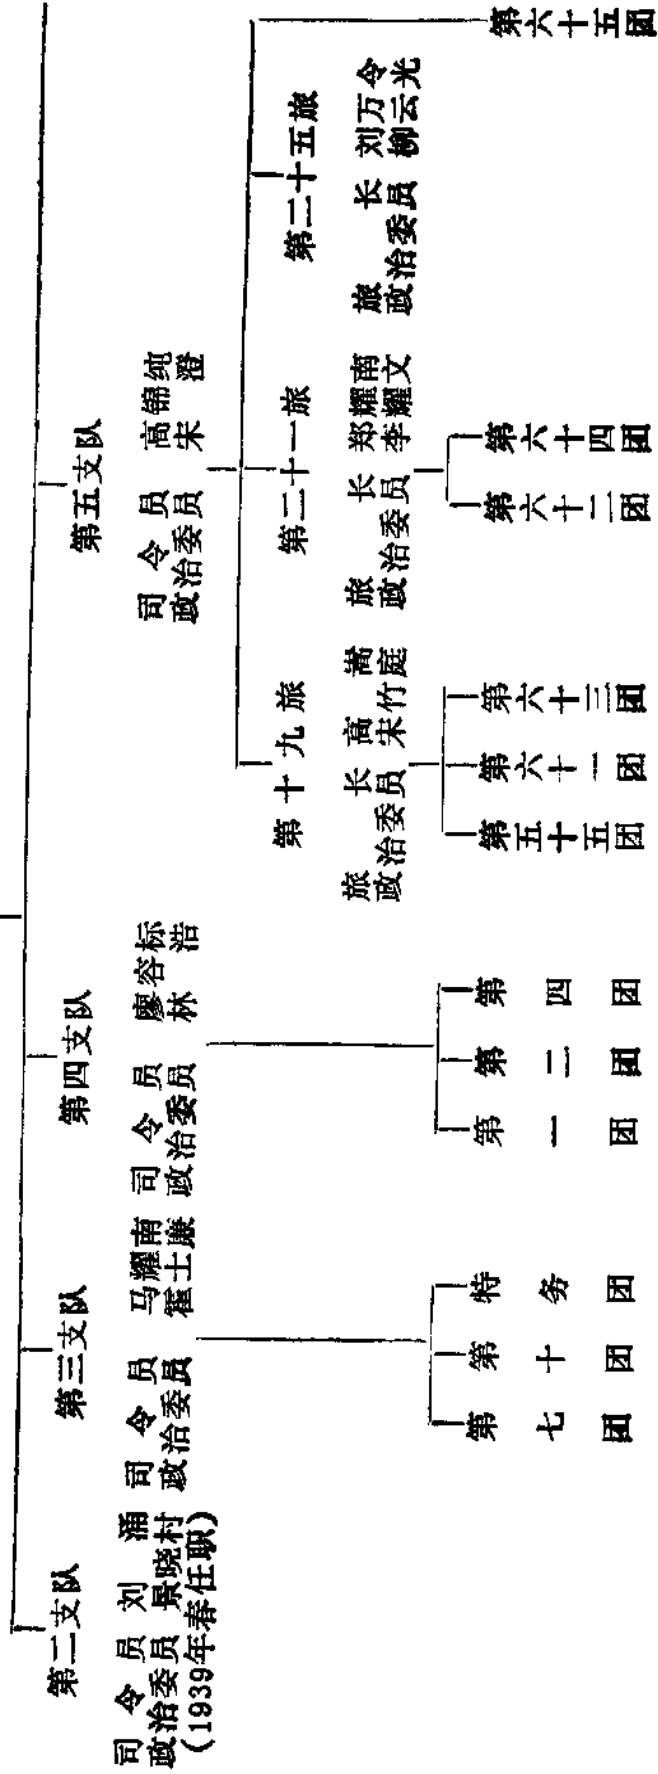 第二支队
司令员 刘涌
政治委员 景晓村
(1939年春任职)
第三支队
司令员 马耀南
政治委员 霍士廉
第七团
第十团
特务团
第四支队
司令员 廖容标
政治委员 林浩
第一团
第二团
第四团
第五支队
司令员 高锦纯
政治委员 宋澄
第十九旅
旅长 高嵩
政治委员 宋竹庭
第五十五团
第六十一团
第六十三团
第二十一旅
旅长 郑耀南
政治委员 李耀文
第六十二团
第六十四团
第二十五旅
旅长 刘万令
政治委员 柳云光
第六十五团